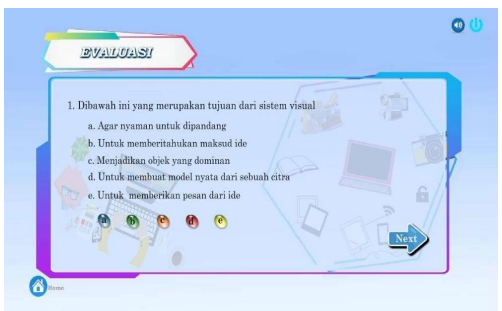 EVALUASI
1. Dibawah ini yang merupakan tujuan dari sistem visual
a. Agar nyaman untuk dipandang
b. Untuk memberitahukan maksud ide
c. Menjadikan objek yang dominan
d. Untuk membuat model nyata dari sebuah citra
e. Untuk memberikan pesan dari ide
a b c d e
Next
Home